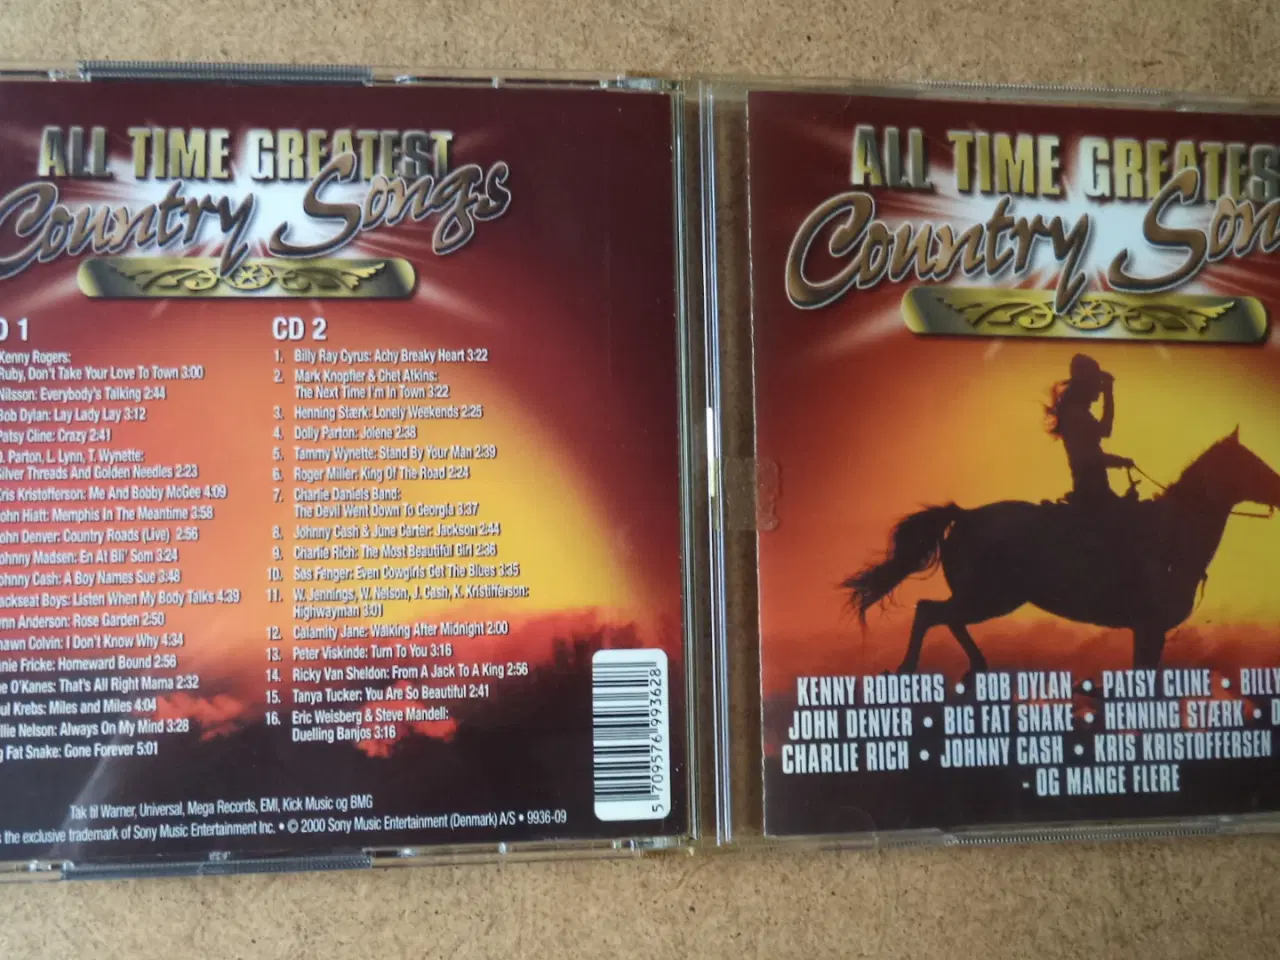 ALL TIME GREATEST
Country Songs
D 1
Kenny Rogers:
Ruby, Don't Take Your Love To Town 3:00
Nilsson: Everybody's Talking 2:44
Bob Dylan: Lay Lady Lay 3:12
Patsy Cline: Crazy 2:41
D. Parton, L. Lynn, T. Wynette:
Silver Threads And Golden Needles 2:23
Kris Kristofferson: Me And Bobby McGee 4:09
John Hiatt: Memphis In The Meantime 3:58
John Denver: Country Roads (Live) 2:56
Johnny Madsen: En At Bli' Som 3:24
Johnny Cash: A Boy Names Sue 3:48
ackseat Boys: Listen When My Body Talks 4:39
ynn Anderson: Rose Garden 2:50
hawn Colvin: I Don't Know Why 4:34
anie Fricke: Homeward Bound 2:56
he O'Kanes: That's All Right Mama 2:32
ul Krebs: Miles and Miles 4:04
illie Nelson: Always On My Mind 3:28
g Fat Snake: Gone Forever 5:01
CD 2
1. Billy Ray Cyrus: Achy Breaky Heart 3:22
2. Mark Knopfler & Chet Atkins:
The Next Time I'm In Town 3:22
3. Henning Stærk: Lonely Weekends 2:25
4. Dolly Parton: Jolene 2:38
5. Tammy Wynette: Stand By Your Man 2:39
6. Roger Miller: King Of The Road 2:24
7. Charlie Daniels Band:
The Devil Went Down To Georgia 3:37
8. Johnny Cash & June Carter: Jackson 2:44
9. Charlie Rich: The Most Beautiful Girl 2:38
10. Sas Fenger: Even Cowgirls Get The Blues 3:35
11. W. Jennings, W. Nelson, J. Cash, K. Kristifferson:
Highwayman 3:01
12. Calamity Jane: Walking After Midnight 2:00
13. Peter Viskinde: Turn To You 3:16
14. Ricky Van Sheldon: From A Jack To A King 2:56
15. Tanya Tucker: You Are So Beautiful 2:41
16. Eric Weisberg & Steve Mandell:
Duelling Banjos 3:16
5 709576 993628
Tak til Warner, Universal, Mega Records, EMI, Kick Music og BMG
s the exclusive trademark of Sony Music Entertainment Inc. • © 2000 Sony Music Entertainment (Denmark) A/S • 9936-09
ALL TIME GREATES
Country Son
KENNY RODGERS • BOB DYLAN • PATSY CLINE • BILLY
JOHN DENVER • BIG FAT SNAKE • HENNING STÆRK • D
CHARLIE RICH • JOHNNY CASH • KRIS KRISTOFFERSEN
- OG MANGE FLERE